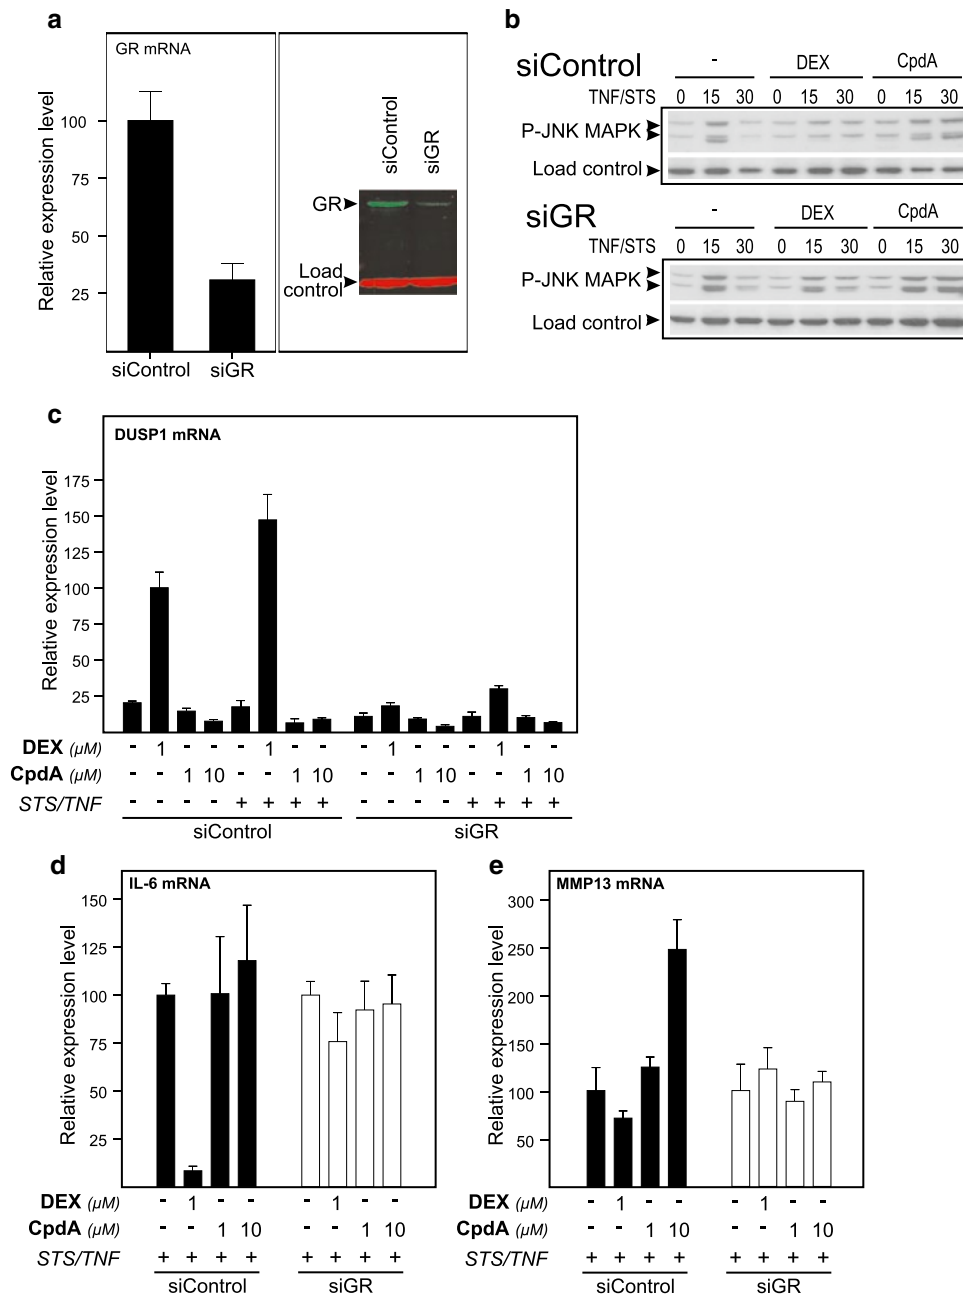 a
GR mRNA
Relative expression level
100
75
50
25
siControl
siGR
siControl
siGR
GR
Load
control
b
siControl
- DEX CpdA
TNF/STS 0 15 30 0 15 30 0 15 30
P-JNK MAPK
Load control
siGR
- DEX CpdA
TNF/STS 0 15 30 0 15 30 0 15 30
P-JNK MAPK
Load control
c
DUSP1 mRNA
Relative expression level
175
150
125
100
75
50
25
DEX (µM) - 1 - - - 1 - - - 1 - - - 1 - -
CpdA (µM) - - 1 10 - - 1 10 - - 1 10 - - 1 10
STS/TNF - - - - + + + + - - - - + + + +
siControl siGR
d
IL-6 mRNA
Relative expression level
150
125
100
75
50
25
DEX (µM) - 1 - - - 1 - -
CpdA (µM) - - 1 10 - - 1 10
STS/TNF + + + + + + + +
siControl siGR
e
MMP13 mRNA
Relative expression level
300
250
200
150
100
50
DEX (µM) - 1 - - - 1 - -
CpdA (µM) - - 1 10 - - 1 10
STS/TNF + + + + + + + +
siControl siGR